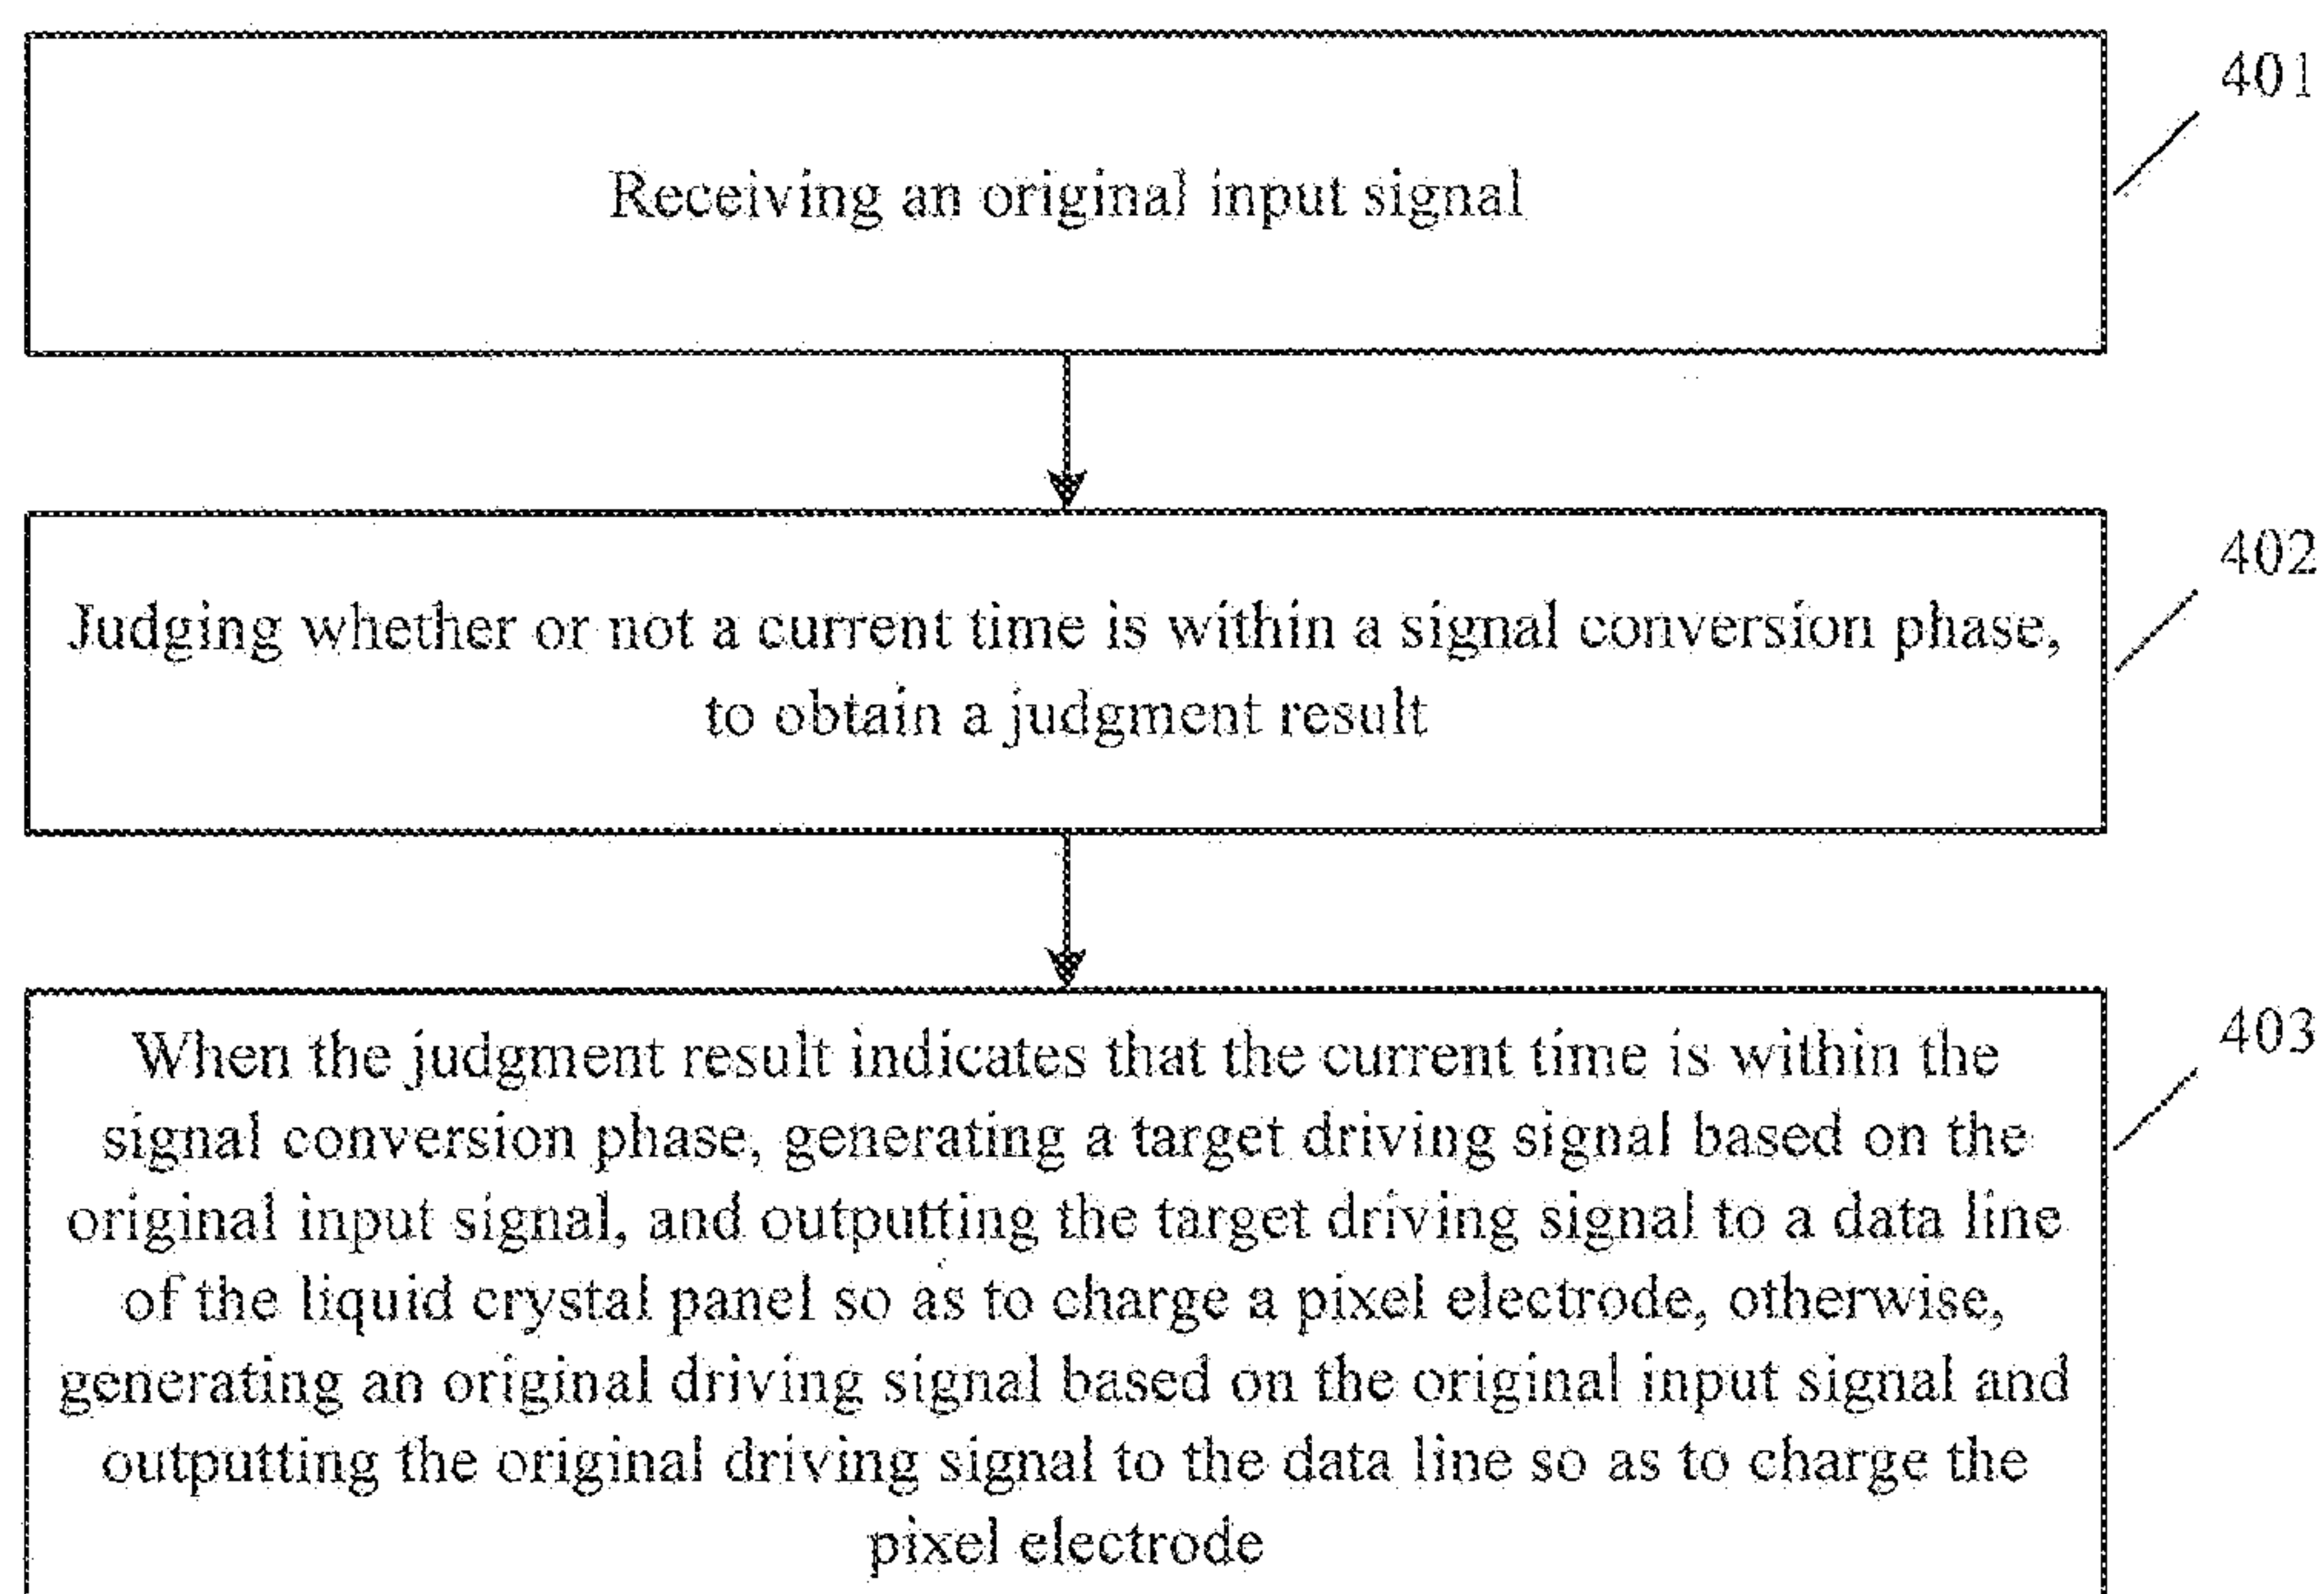 401
Receiving an original input signal
402
Judging whether or not a current time is within a signal conversion phase,
to obtain a judgment result
403
When the judgment result indicates that the current time is within the
signal conversion phase, generating a target driving signal based on the
original input signal, and outputting the target driving signal to a data line
of the liquid crystal panel so as to charge a pixel electrode, otherwise,
generating an original driving signal based on the original input signal and
outputting the original driving signal to the data line so as to charge the
pixel electrode